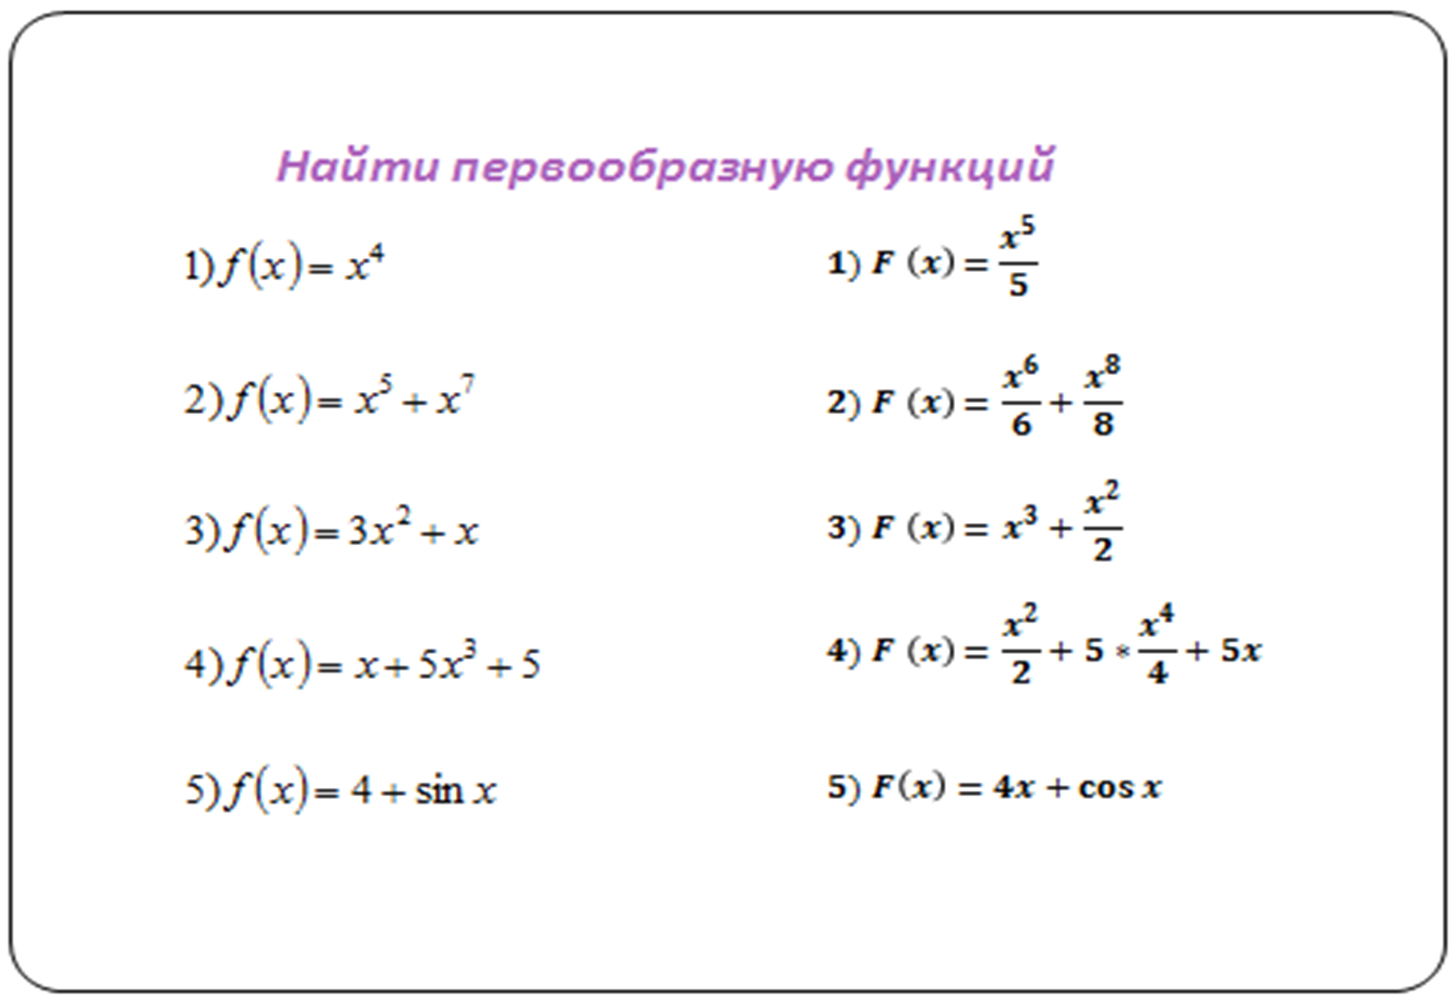 Найти первообразную функций
1) f(x) = x⁴
1) F (x) = x⁵/5
2) f(x) = x⁵ + x⁷
2) F (x) = x⁶/6 + x⁸/8
3) f(x) = 3x² + x
3) F (x) = x³ + x²/2
4) f(x) = x + 5x³ + 5
4) F (x) = x²/2 + 5 * x⁴/4 + 5x
5) f(x) = 4 + sin x
5) F(x) = 4x + cos x